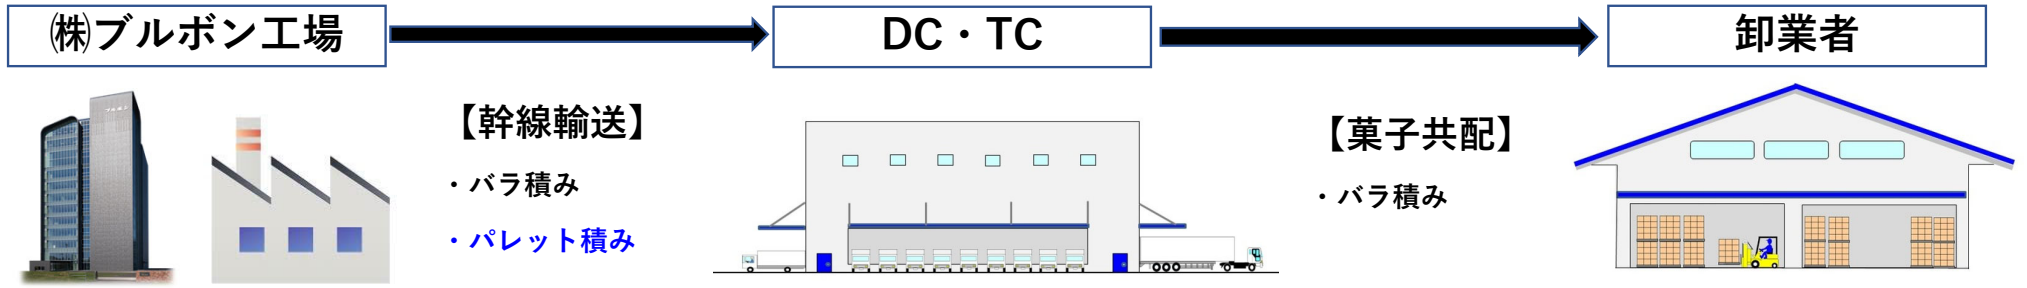 ㈱ブルボン工場
DC・TC
卸業者
【幹線輸送】
・バラ積み
・パレット積み
【菓子共配】
・バラ積み